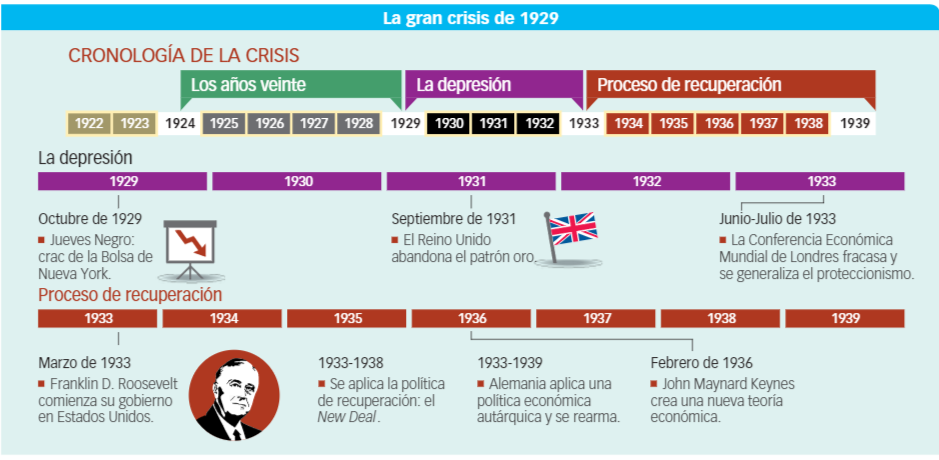 La gran crisis de 1929
CRONOLOGÍA DE LA CRISIS
Los años veinte
La depresión
Proceso de recuperación
1922 1923 1924 1925 1926 1927 1928 1929 1930 1931 1932 1933 1934 1935 1936 1937 1938 1939
La depresión
1929 1930 1931 1932 1933
Octubre de 1929
Jueves Negro:
crac de la Bolsa de
Nueva York.
Septiembre de 1931
El Reino Unido
abandona el patrón oro.
Junio-Julio de 1933
La Conferencia Económica
Mundial de Londres fracasa y
se generaliza el proteccionismo.
Proceso de recuperación
1933 1934 1935 1936 1937 1938 1939
Marzo de 1933
Franklin D. Roosevelt
comienza su gobierno
en Estados Unidos.
1933-1938
Se aplica la política
de recuperación: el
New Deal.
1933-1939
Alemania aplica una
política económica
autárquica y se rearma.
Febrero de 1936
John Maynard Keynes
crea una nueva teoría
económica.